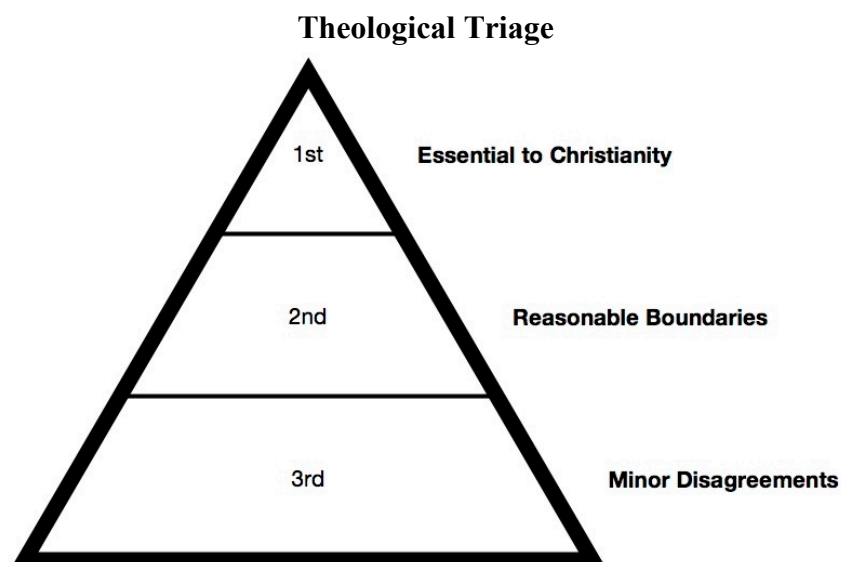 Theological Triage
1st
Essential to Christianity
2nd
Reasonable Boundaries
3rd
Minor Disagreements